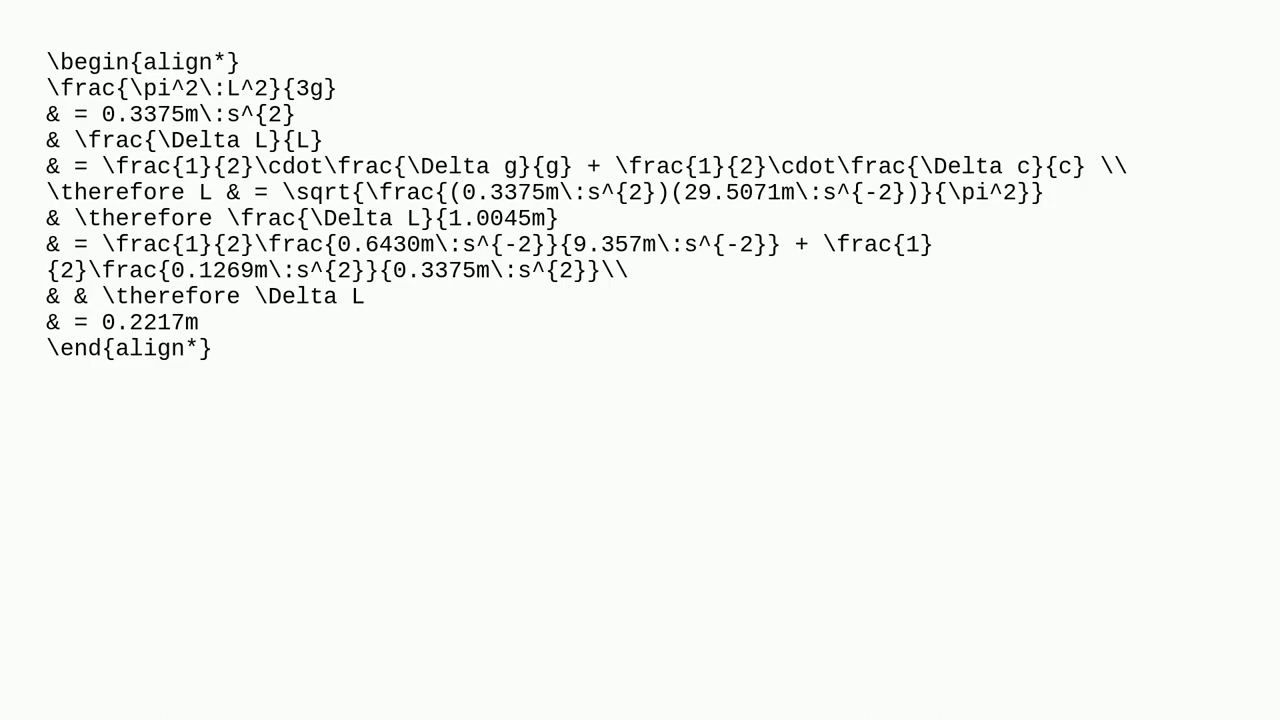 \begin{align*}
\frac{\pi^2\:L^2}{3g}
& = 0.3375m\:s^{2}
& \frac{\Delta L}{L}
& = \frac{1}{2}\cdot\frac{\Delta g}{g} + \frac{1}{2}\cdot\frac{\Delta c}{c} \\
\therefore L & = \sqrt{\frac{(0.3375m\:s^{2})(29.5071m\:s^{-2})}{\pi^2}}
& \therefore \frac{\Delta L}{1.0045m}
& = \frac{1}{2}\frac{0.6430m\:s^{-2}}{9.357m\:s^{-2}} + \frac{1}
{2}\frac{0.1269m\:s^{2}}{0.3375m\:s^{2}}\\
& & \therefore \Delta L
& = 0.2217m
\end{align*}